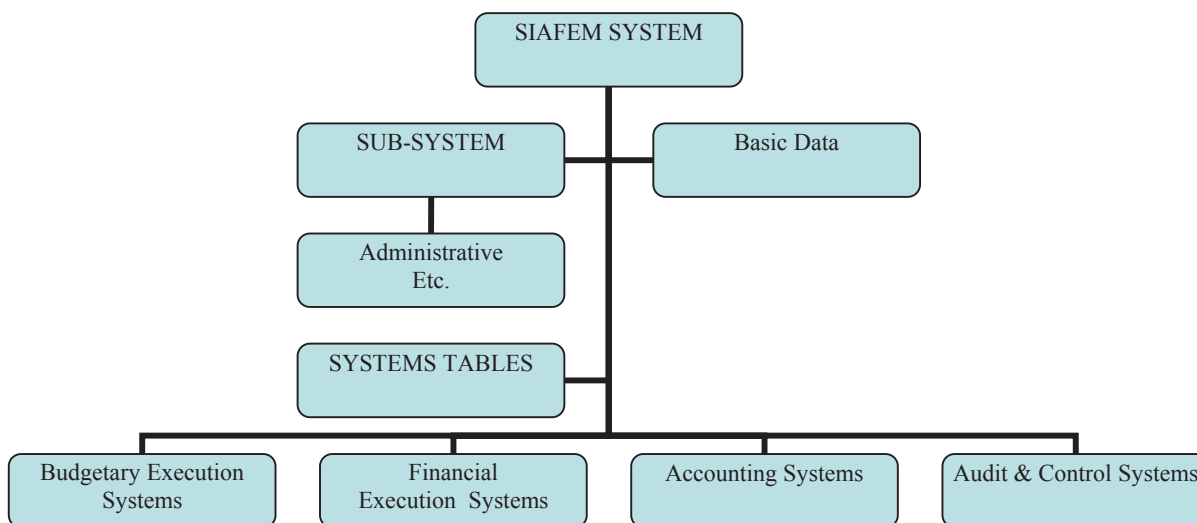 SIAFEM SYSTEM
SUB-SYSTEM
Basic Data
Administrative
Etc.
SYSTEMS TABLES
Budgetary Execution
Systems
Financial
Execution Systems
Accounting Systems
Audit & Control Systems